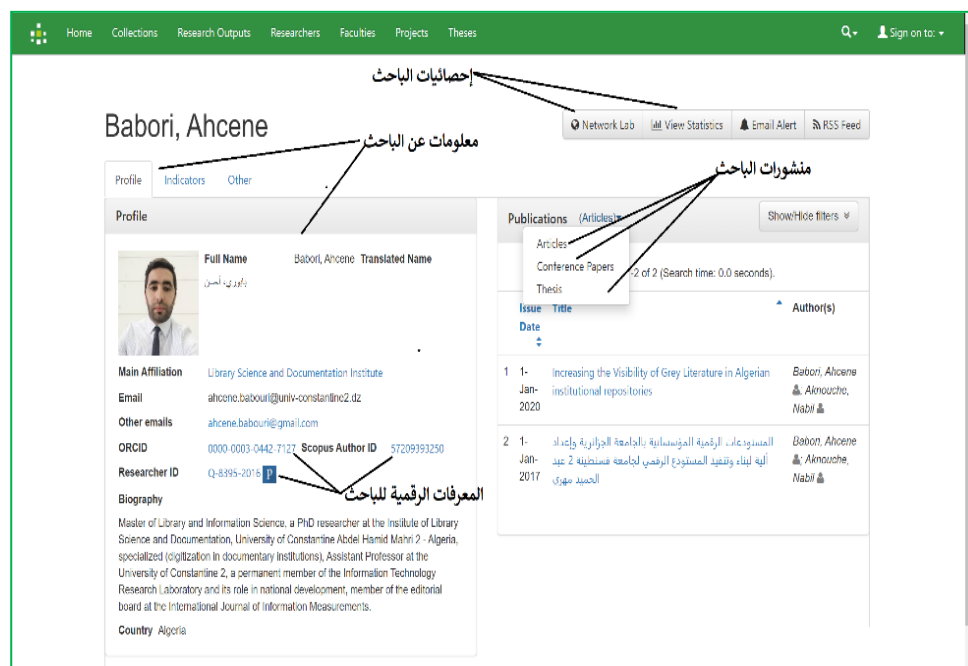 Home Collections Research Outputs Researchers Faculties Projects Theses Sign on to:
إحصائيات الباحث
Babori, Ahcene
Network Lab View Statistics Email Alert RSS Feed
معلومات عن الباحث
منشورات الباحث
Profile Indicators Other
Profile
Full Name Babori, Ahcene Translated Name
بابوري، أحسن
Main Affiliation Library Science and Documentation Institute
Email ahcene.babouri@univ-constantine2.dz
Other emails ahcene.babouri@gmail.com
ORCID 0000-0003-0442-7127 Scopus Author ID 57209393250
Researcher ID Q-8395-2016 P
المعرفات الرقمية للباحث
Biography
Master of Library and Information Science, a PhD researcher at the Institute of Library
Science and Documentation, University of Constantine Abdel Hamid Mahri 2 - Algeria,
specialized (digitization in documentary institutions), Assistant Professor at the
University of Constantine 2, a permanent member of the Information Technology
Research Laboratory and its role in national development, member of the editorial
board at the International Journal of Information Measurements.
Country Algeria
Publications (Articles) Show/Hide filters
Articles
Conference Papers
Thesis
-2 of 2 (Search time: 0.0 seconds).
Issue Title Author(s)
Date
1 1- Increasing the Visibility of Grey Literature in Algerian Babori, Ahcene
Jan- institutional repositories ; Aknouche,
2020 Nabil
2 1- المستودعات الرقمية المؤسساتية بالجامعة الجزائرية وإعداد Babori, Ahcene
Jan- آلية لبناء وتنفيذ المستودع الرقمي لجامعة قسنطينة 2 عبد ; Aknouche,
2017 الحميد مهري Nabil